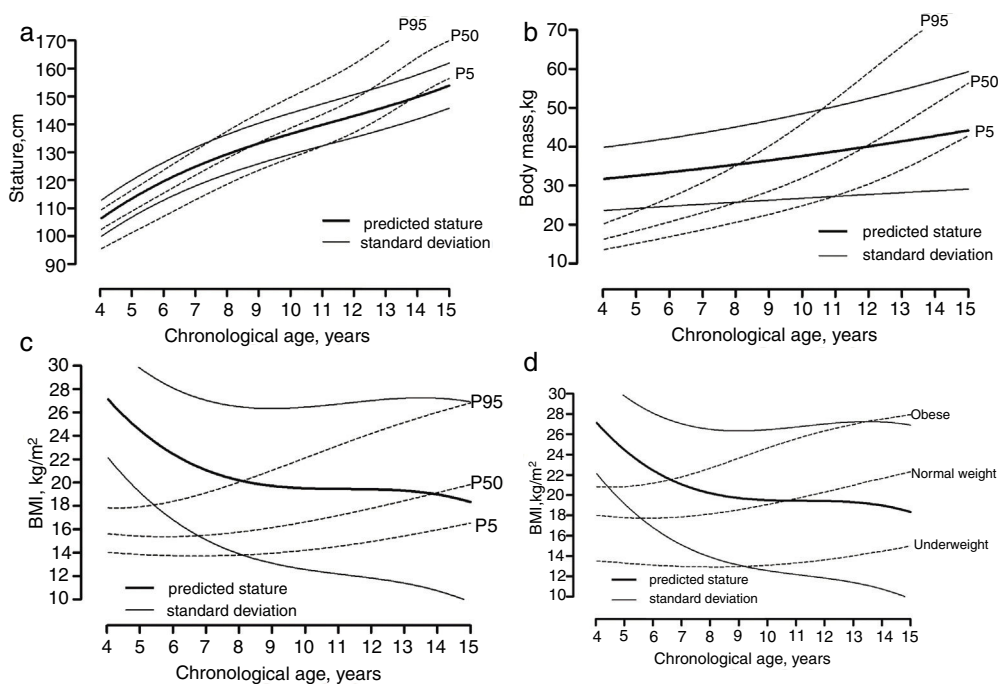 a
Stature,cm
170
160
150
140
130
120
110
100
90
P95
P50
P5
predicted stature
standard deviation
4 5 6 7 8 9 10 11 12 13 14 15
Chronological age, years
b
Body mass,kg
70
60
50
40
30
20
10
P95
P50
P5
predicted stature
standard deviation
4 5 6 7 8 9 10 11 12 13 14 15
Chronological age, years
c
BMI, kg/m²
30
28
26
24
22
20
18
16
14
12
10
P95
P50
P5
predicted stature
standard deviation
4 5 6 7 8 9 10 11 12 13 14 15
Chronological age, years
d
BMI,kg/m²
30
28
26
24
22
20
18
16
14
12
10
Obese
Normal weight
Underweight
predicted stature
standard deviation
4 5 6 7 8 9 10 11 12 13 14 15
Chronological age, years